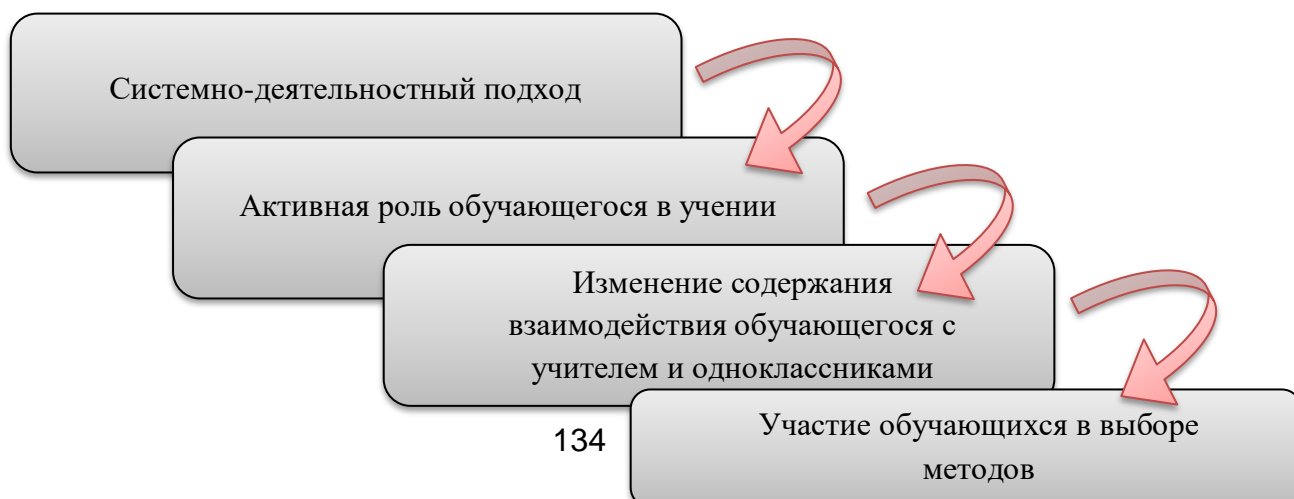 Системно-деятельностный подход
Активная роль обучающегося в учении
Изменение содержания
взаимодействия обучающегося с
учителем и одноклассниками
Участие обучающихся в выборе
методов
134